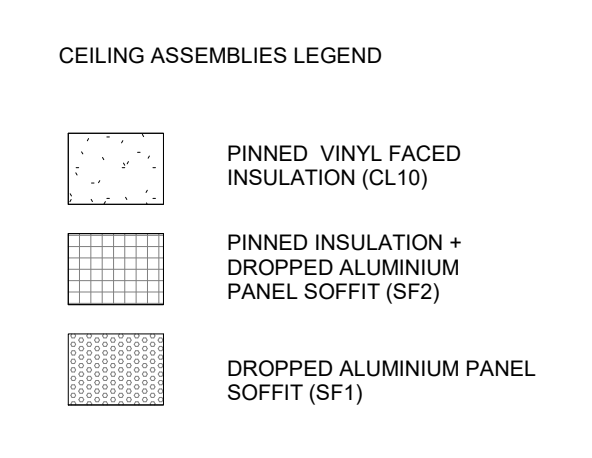 CEILING ASSEMBLIES LEGEND
PINNED VINYL FACED
INSULATION (CL10)
PINNED INSULATION +
DROPPED ALUMINIUM
PANEL SOFFIT (SF2)
DROPPED ALUMINIUM PANEL
SOFFIT (SF1)